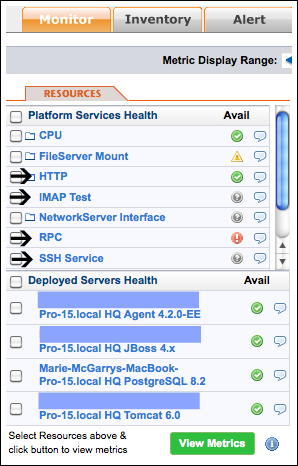 Monitor Inventory Alert
Metric Display Range:
RESOURCES
Platform Services Health Avail
CPU
FileServer Mount
HTTP
IMAP Test
NetworkServer Interface
RPC
SSH Service
Deployed Servers Health Avail
Pro-15.local HQ Agent 4.2.0-EE
Pro-15.local HQ JBoss 4.x
Marie-McGarrys-MacBook-
Pro-15.local HQ PostgreSQL 8.2
Pro-15.local HQ Tomcat 6.0
Select Resources above &
click button to view metrics
View Metrics